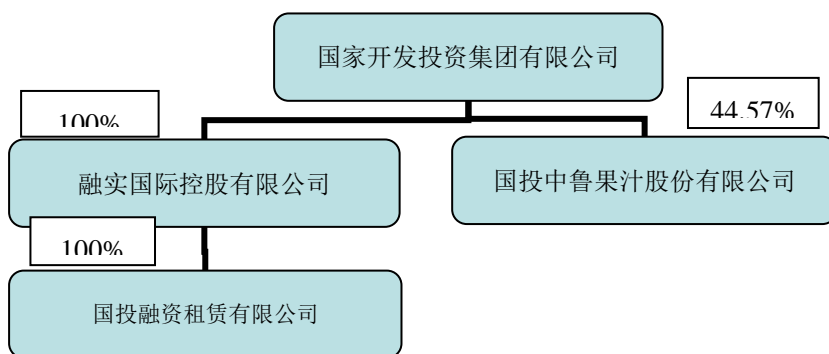 国家开发投资集团有限公司
100%
44.57%
融实国际控股有限公司
国投中鲁果汁股份有限公司
100%
国投融资租赁有限公司